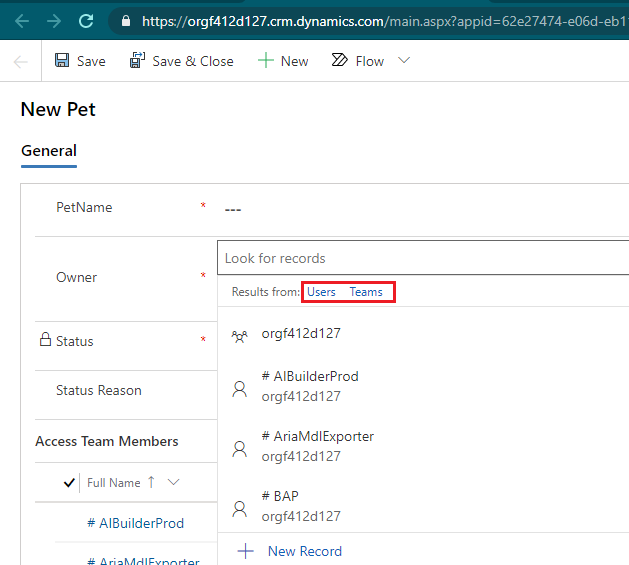 https://orgf412d127.crm.dynamics.com/main.aspx?appid=62e27474-e06d-eb1
Save Save & Close New Flow
New Pet
General
PetName * ---
Look for records
Owner *
Results from: Users Teams
orgf412d127
Status *
# AIBuilderProd
Status Reason
orgf412d127
# AriaMdlExporter
Access Team Members
orgf412d127
Full Name
# BAP
orgf412d127
# AIBuilderProd
New Record
# AriaMdlExporter